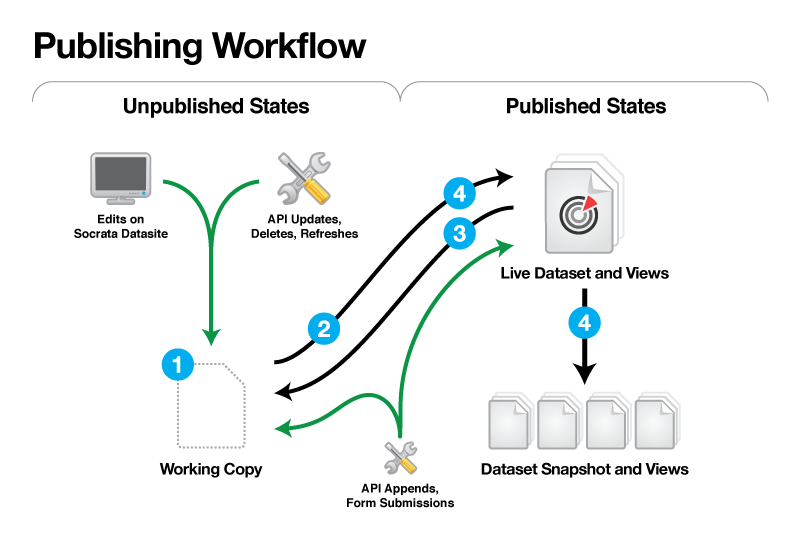 Publishing Workflow
Unpublished States
Published States
Edits on
Socrata Datasite
API Updates,
Deletes, Refreshes
4
3
Live Dataset and Views
2
4
1
Working Copy
Dataset Snapshot and Views
API Appends,
Form Submissions